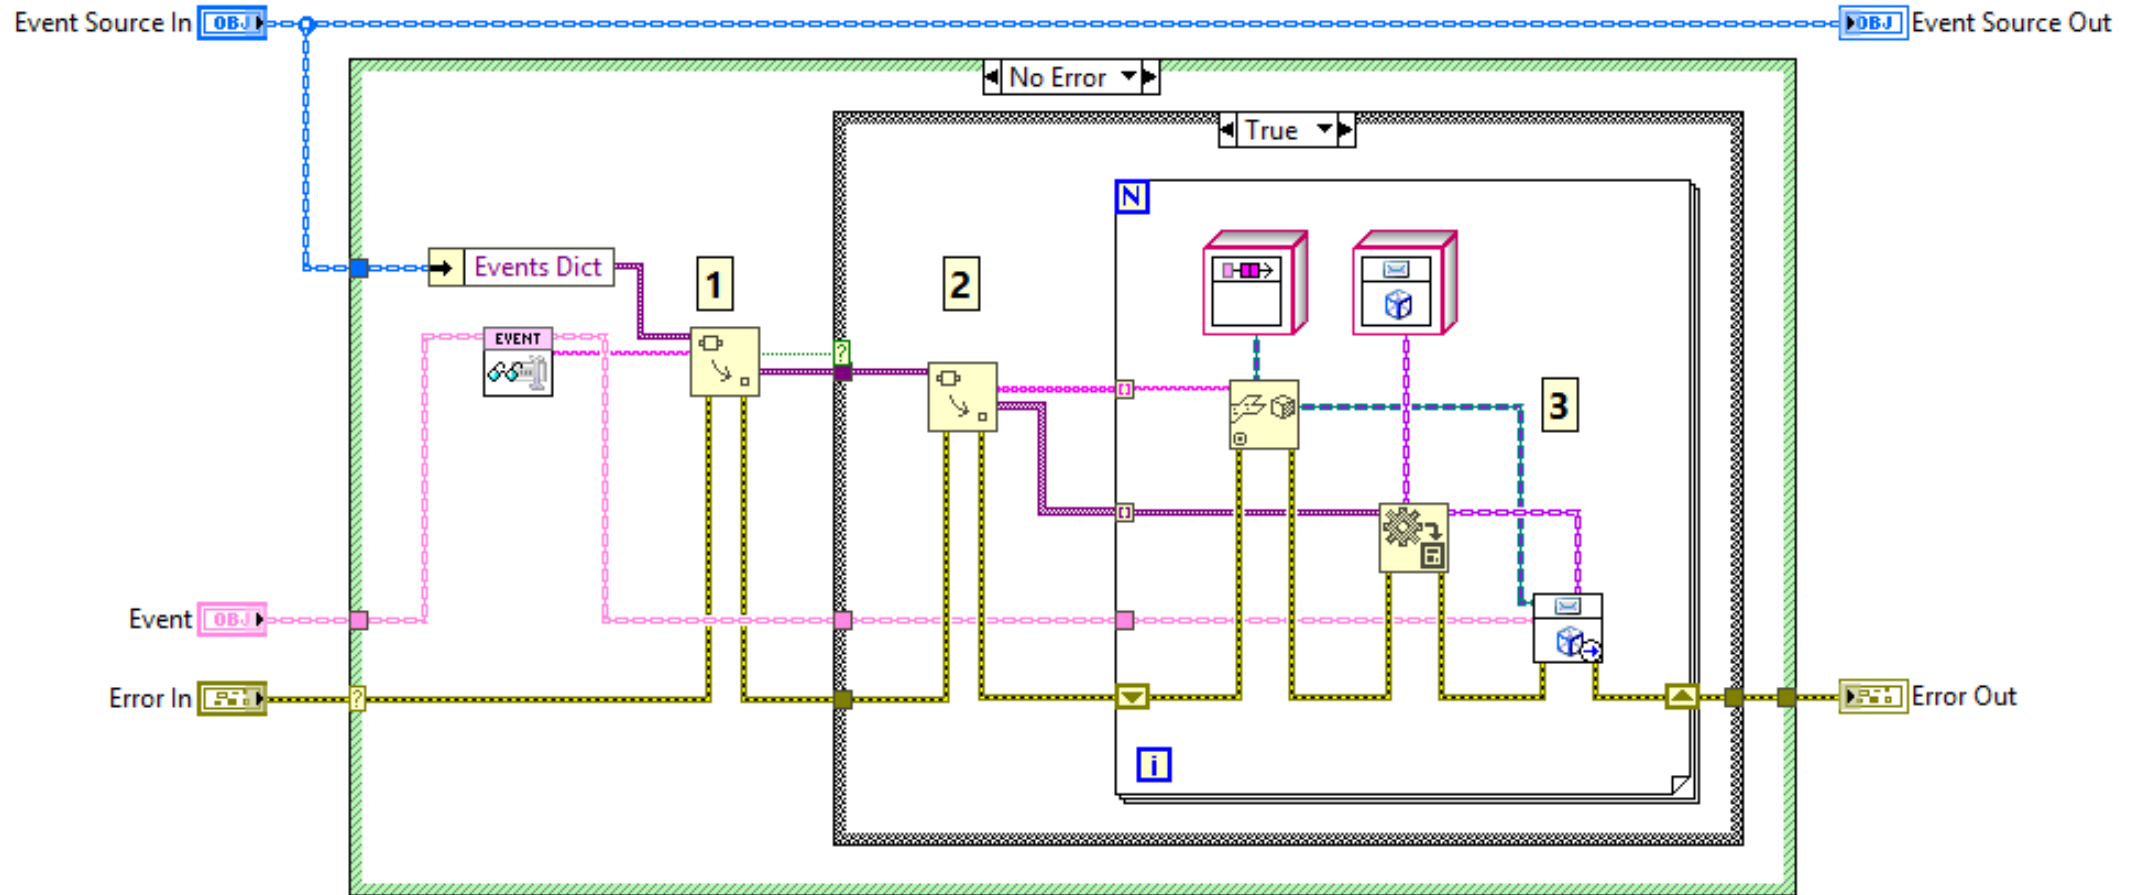 Event Source In
OBJ
OBJ
Event Source Out
No Error
True
N
Events Dict
1
2
EVENT
3
Event
OBJ
Error In
?
?
Error Out
i